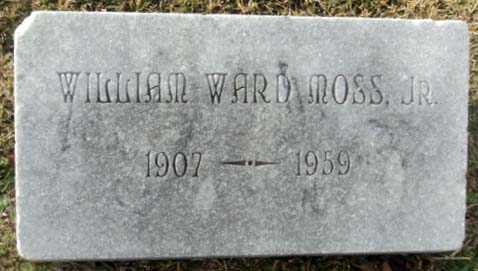 WILLIAM WARD MOSS, JR.
1907 — 1959